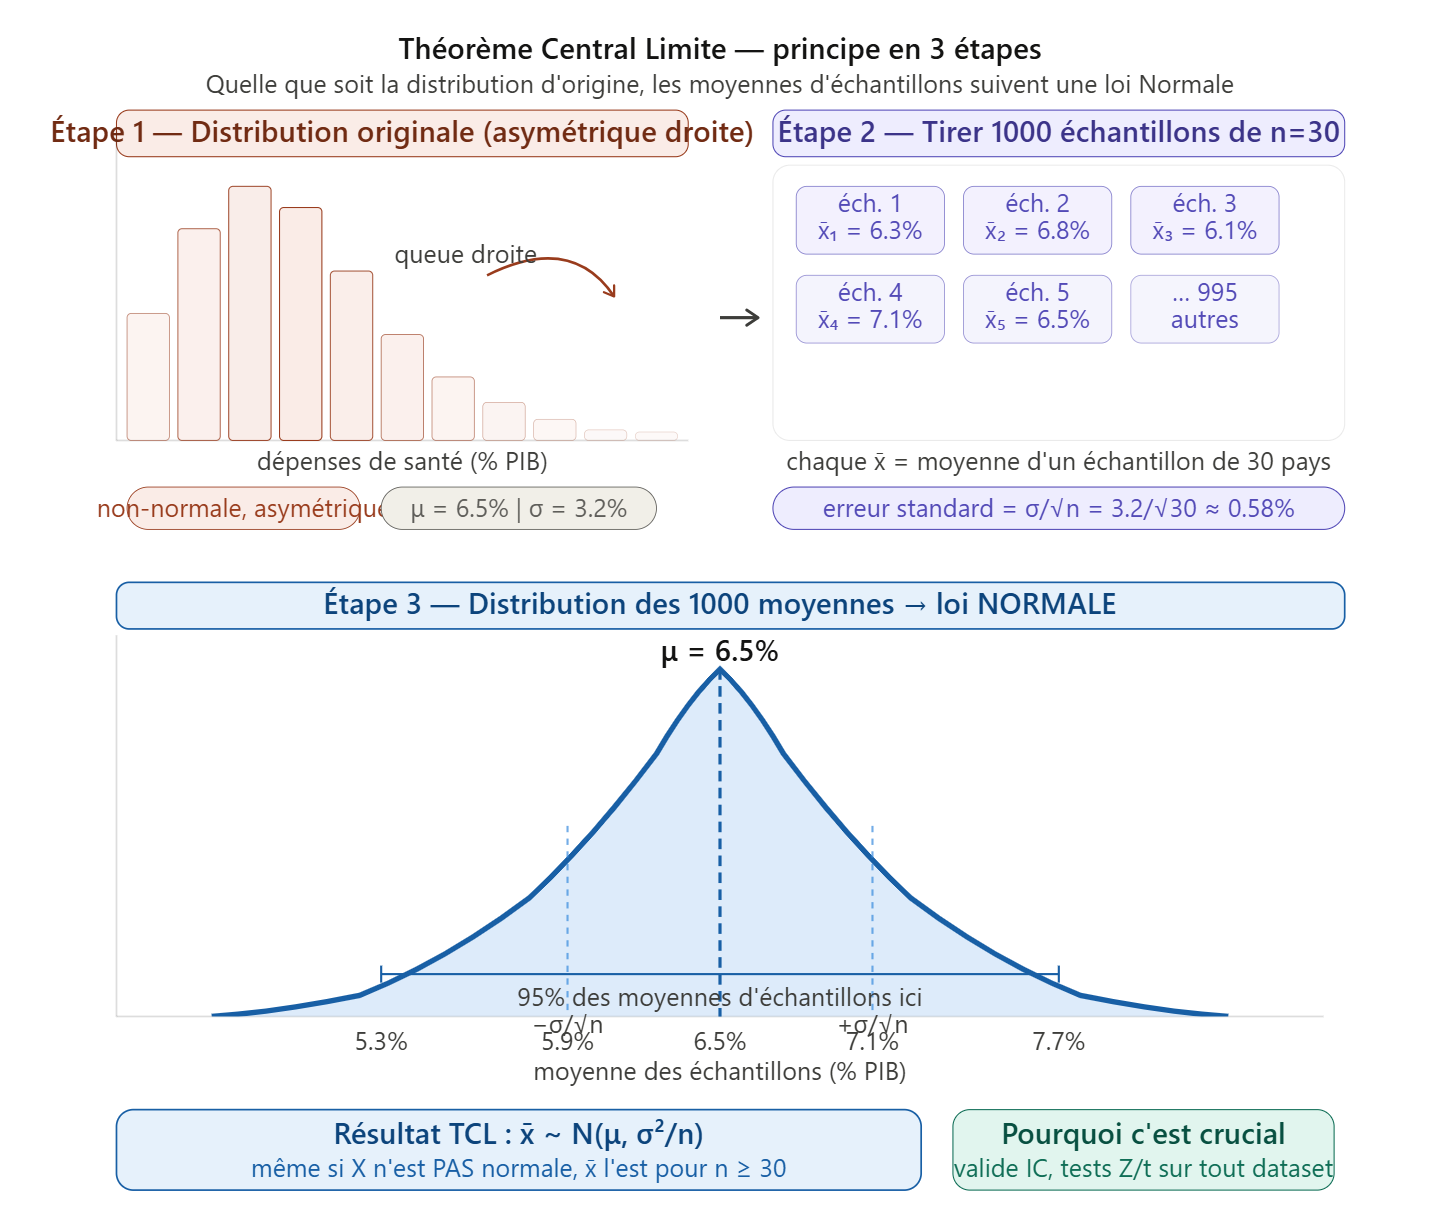 Théorème Central Limite — principe en 3 étapes
Quelle que soit la distribution d'origine, les moyennes d'échantillons suivent une loi Normale
Étape 1 — Distribution originale (asymétrique droite)
queue droite
dépenses de santé (% PIB)
non-normale, asymétrique
μ = 6.5% | σ = 3.2%
Étape 2 — Tirer 1000 échantillons de n=30
éch. 1
x̄₁ = 6.3%
éch. 2
x̄₂ = 6.8%
éch. 3
x̄₃ = 6.1%
éch. 4
x̄₄ = 7.1%
éch. 5
x̄₅ = 6.5%
... 995
autres
chaque x̄ = moyenne d'un échantillon de 30 pays
erreur standard = σ/√n = 3.2/√30 ≈ 0.58%
Étape 3 — Distribution des 1000 moyennes → loi NORMALE
μ = 6.5%
95% des moyennes d'échantillons ici
−σ/√n
+σ/√n
5.3%
5.9%
6.5%
7.1%
7.7%
moyenne des échantillons (% PIB)
Résultat TCL : x̄ ~ N(μ, σ²/n)
même si X n'est PAS normale, x̄ l'est pour n ≥ 30
Pourquoi c'est crucial
valide IC, tests Z/t sur tout dataset